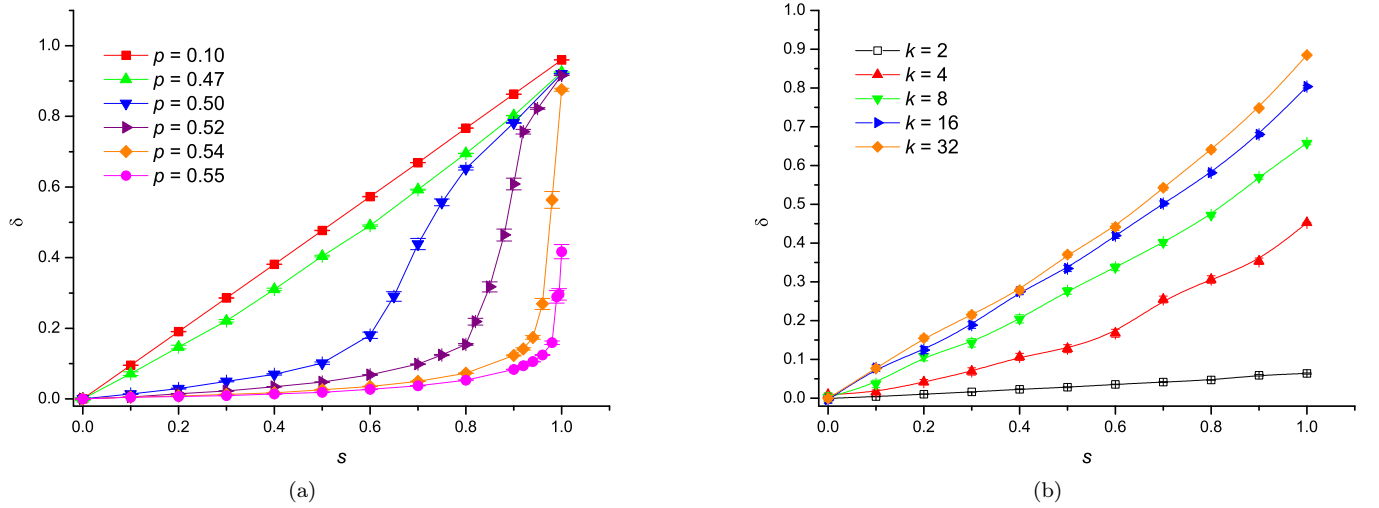 1.0
0.8
0.6
0.4
0.2
0.0
δ
p = 0.10
p = 0.47
p = 0.50
p = 0.52
p = 0.54
p = 0.55
0.0 0.2 0.4 0.6 0.8 1.0
s
(a)
1.0
0.9
0.8
0.7
0.6
0.5
0.4
0.3
0.2
0.1
0.0
δ
k = 2
k = 4
k = 8
k = 16
k = 32
0.0 0.2 0.4 0.6 0.8 1.0
s
(b)